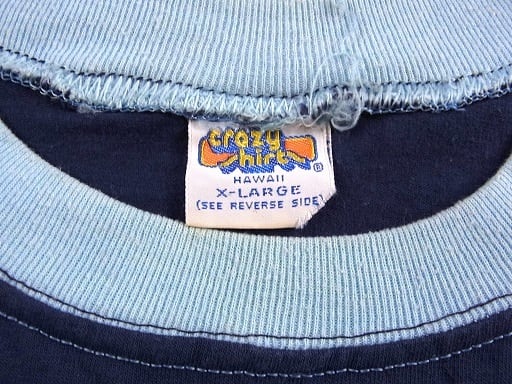 crazy
shirt
®
HAWAII
X-LARGE
(SEE REVERSE SIDE)